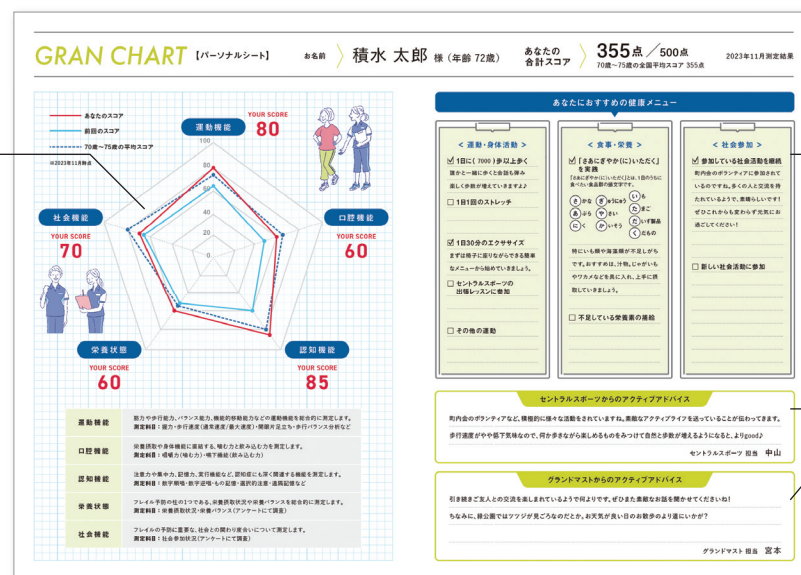 GRAN CHART 【パーソナルシート】
お名前 積水 太郎 様 (年齢 72歳)
あなたの合計スコア 355点/500点
70歳〜75歳の全国平均スコア 355点
2023年11月測定結果
あなたのスコア
前回のスコア
70歳〜75歳の平均スコア
※2023年11月時点
運動機能
YOUR SCORE
80
100
80
60
40
20
0
社会機能
YOUR SCORE
70
口腔機能
YOUR SCORE
60
栄養状態
YOUR SCORE
60
認知機能
YOUR SCORE
85
運動機能
筋力や歩行能力、バランス能力、機能的移動能力などの運動機能を総合的に測定します。
測定科目:握力・歩行速度(通常速度/最大速度)・開眼片足立ち・歩行バランス分析など
口腔機能
栄養摂取や身体機能に直結する、噛む力と飲み込む力を測定します。
測定科目:咀嚼力(噛む力)・嚥下機能(飲み込む力)
認知機能
注意力や集中力、記憶力、実行機能など、認知症にも深く関連する機能を測定します。
測定科目:数字順唱・数字逆唱・もの記憶・選択的注意・遠隔記憶など
栄養状態
フレイル予防の柱の1つである、栄養摂取状況や栄養バランスを総合的に測定します。
測定科目:栄養摂取状況・栄養バランス(アンケートにて調査)
社会機能
フレイルの予防に重要な、社会との関わり度合いについて測定します。
測定科目:社会参加状況(アンケートにて調査)
あなたにおすすめの健康メニュー
< 運動・身体活動 >
1日に( 7000 )歩以上歩く
誰かと一緒に歩くと会話も弾み
楽しく歩数が増えていきますよ♪
1日1回のストレッチ
1日30分のエクササイズ
まずは椅子に座りながらできる簡単
なメニューから始めていきましょう。
セントラルスポーツの
出張レッスンに参加
その他の運動
< 食事・栄養 >
「さあにぎやか(に)いただく」
を実践
「さあにぎやか(に)いただく」とは、1日のうちに
食べたい食品群の頭文字です。
さかな ぎゅうにゅう いも
あぶら やさい たまご
にく かいそう だいず製品
くだもの
特にいも類や海藻類が不足しがち
です。おすすめは、汁物。じゃがいも
やワカメなどを具に入れ、上手に摂
取していきましょう。
不足している栄養素の補給
< 社会参加 >
参加している社会活動を継続
町内会のボランティアに参加されて
いるのですね。多くの人と交流を持
たれているようで、素晴らしいです!
ぜひこれからも変わらず元気にお
過ごしてください!
新しい社会活動に参加
セントラルスポーツからのアクティブアドバイス
町内会のボランティアなど、積極的に様々な活動をされていますね。素敵なアクティブライフを送っていることが伝わってきます。
歩行速度がやや低下気味なので、何か歩きながら楽しめるものをみつけて自然と歩数が増えるようになると、よりgood♪
セントラルスポーツ 担当 中山
グランドマストからのアクティブアドバイス
引き続きご友人との交流を楽しまれているようで何よりです。ぜひまた素敵なお話を聞かせてくださいね!
ちなみに、緑公園ではツツジが見ごろなのだとか。お天気が良い日のお散歩のより道にいかが?
グランドマスト 担当 宮本